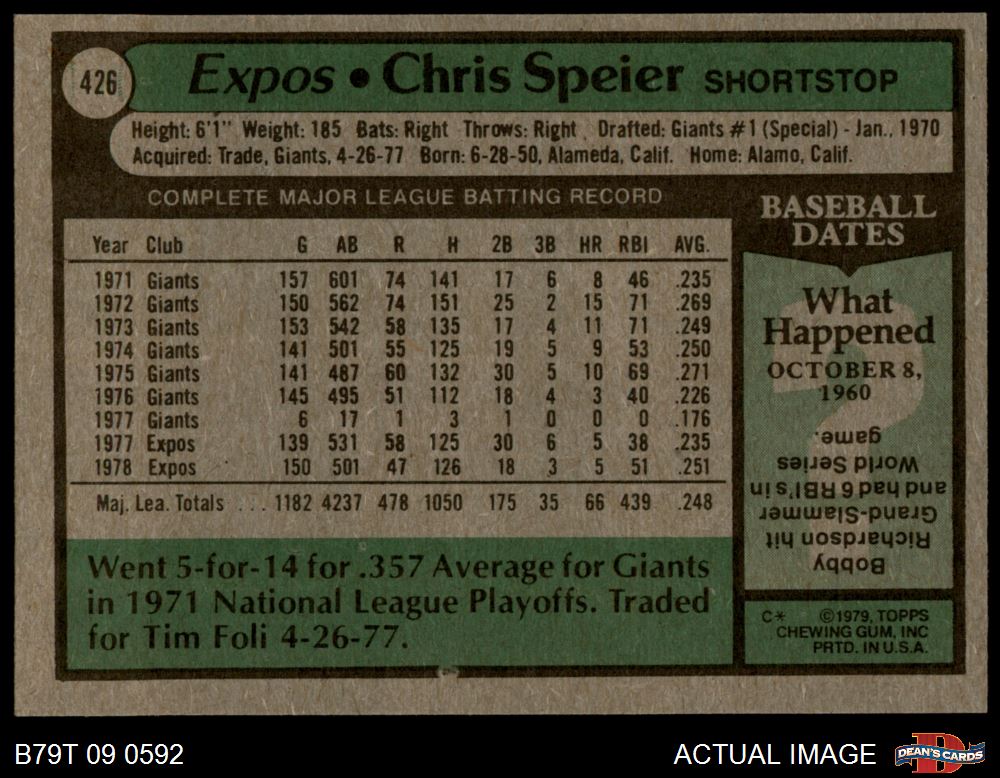 426
Expos • Chris Speier SHORTSTOP
Height: 6'1" Weight: 185 Bats: Right Throws: Right Drafted: Giants #1 (Special) - Jan., 1970
Acquired: Trade, Giants, 4-26-77 Born: 6-28-50, Alameda, Calif. Home: Alamo, Calif.
COMPLETE MAJOR LEAGUE BATTING RECORD
Year Club G AB R H 2B 3B HR RBI AVG.
1971 Giants 157 601 74 141 17 6 8 46 .235
1972 Giants 150 562 74 151 25 2 15 71 .269
1973 Giants 153 542 58 135 17 4 11 71 .249
1974 Giants 141 501 55 125 19 5 9 53 .250
1975 Giants 141 487 60 132 30 5 10 69 .271
1976 Giants 145 495 51 112 18 4 3 40 .226
1977 Giants 6 17 1 3 1 0 0 0 .176
1977 Expos 139 531 58 125 30 6 5 38 .235
1978 Expos 150 501 47 126 18 3 5 51 .251
Maj. Lea. Totals ... 1182 4237 478 1050 175 35 66 439 .248
Went 5-for-14 for .357 Average for Giants
in 1971 National League Playoffs. Traded
for Tim Foli 4-26-77.
BASEBALL
DATES
What
Happened
OCTOBER 8,
1960
?
Bobby
Richardson hit
Grand-Slammer
and had 6 RBI's in
World Series
game.
C* ©1979, TOPPS
CHEWING GUM, INC
PRTD. IN U.S.A.
B79T 09 0592
ACTUAL IMAGE
DEAN'S CARDS